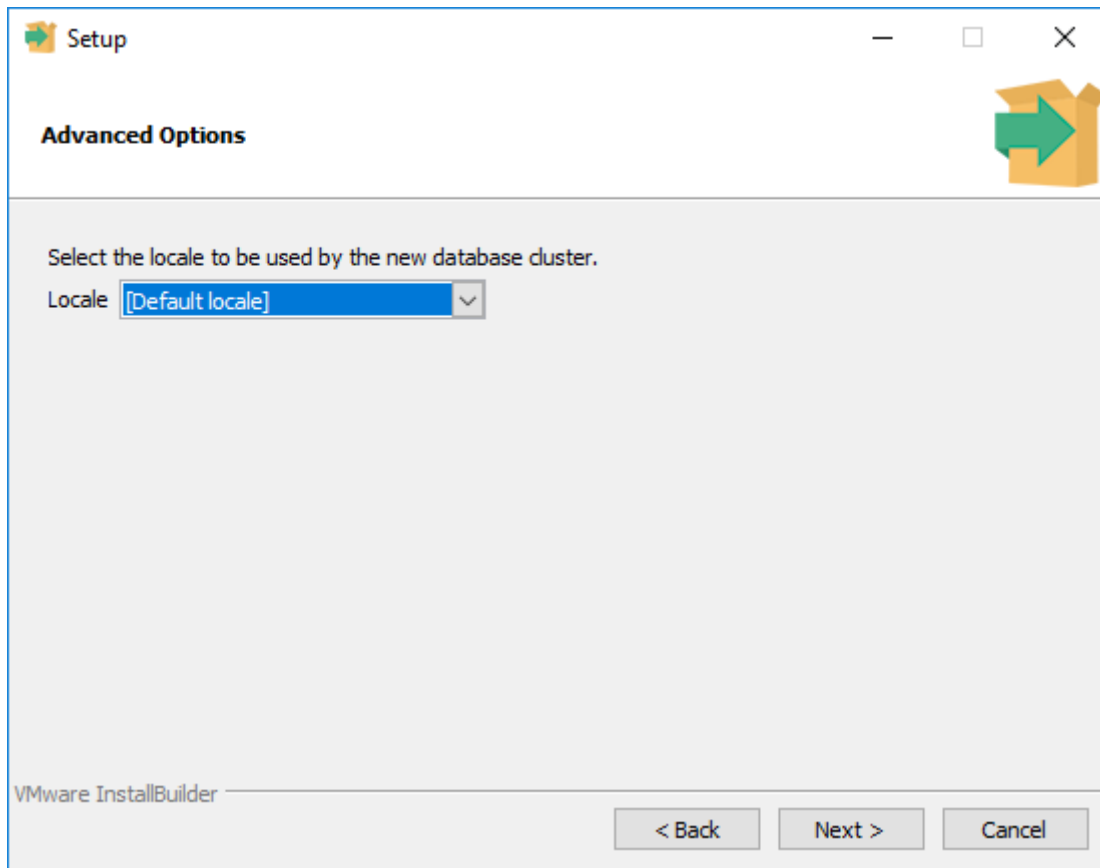 Setup
Advanced Options
Select the locale to be used by the new database cluster.
Locale [Default locale]
VMware InstallBuilder
< Back Next > Cancel